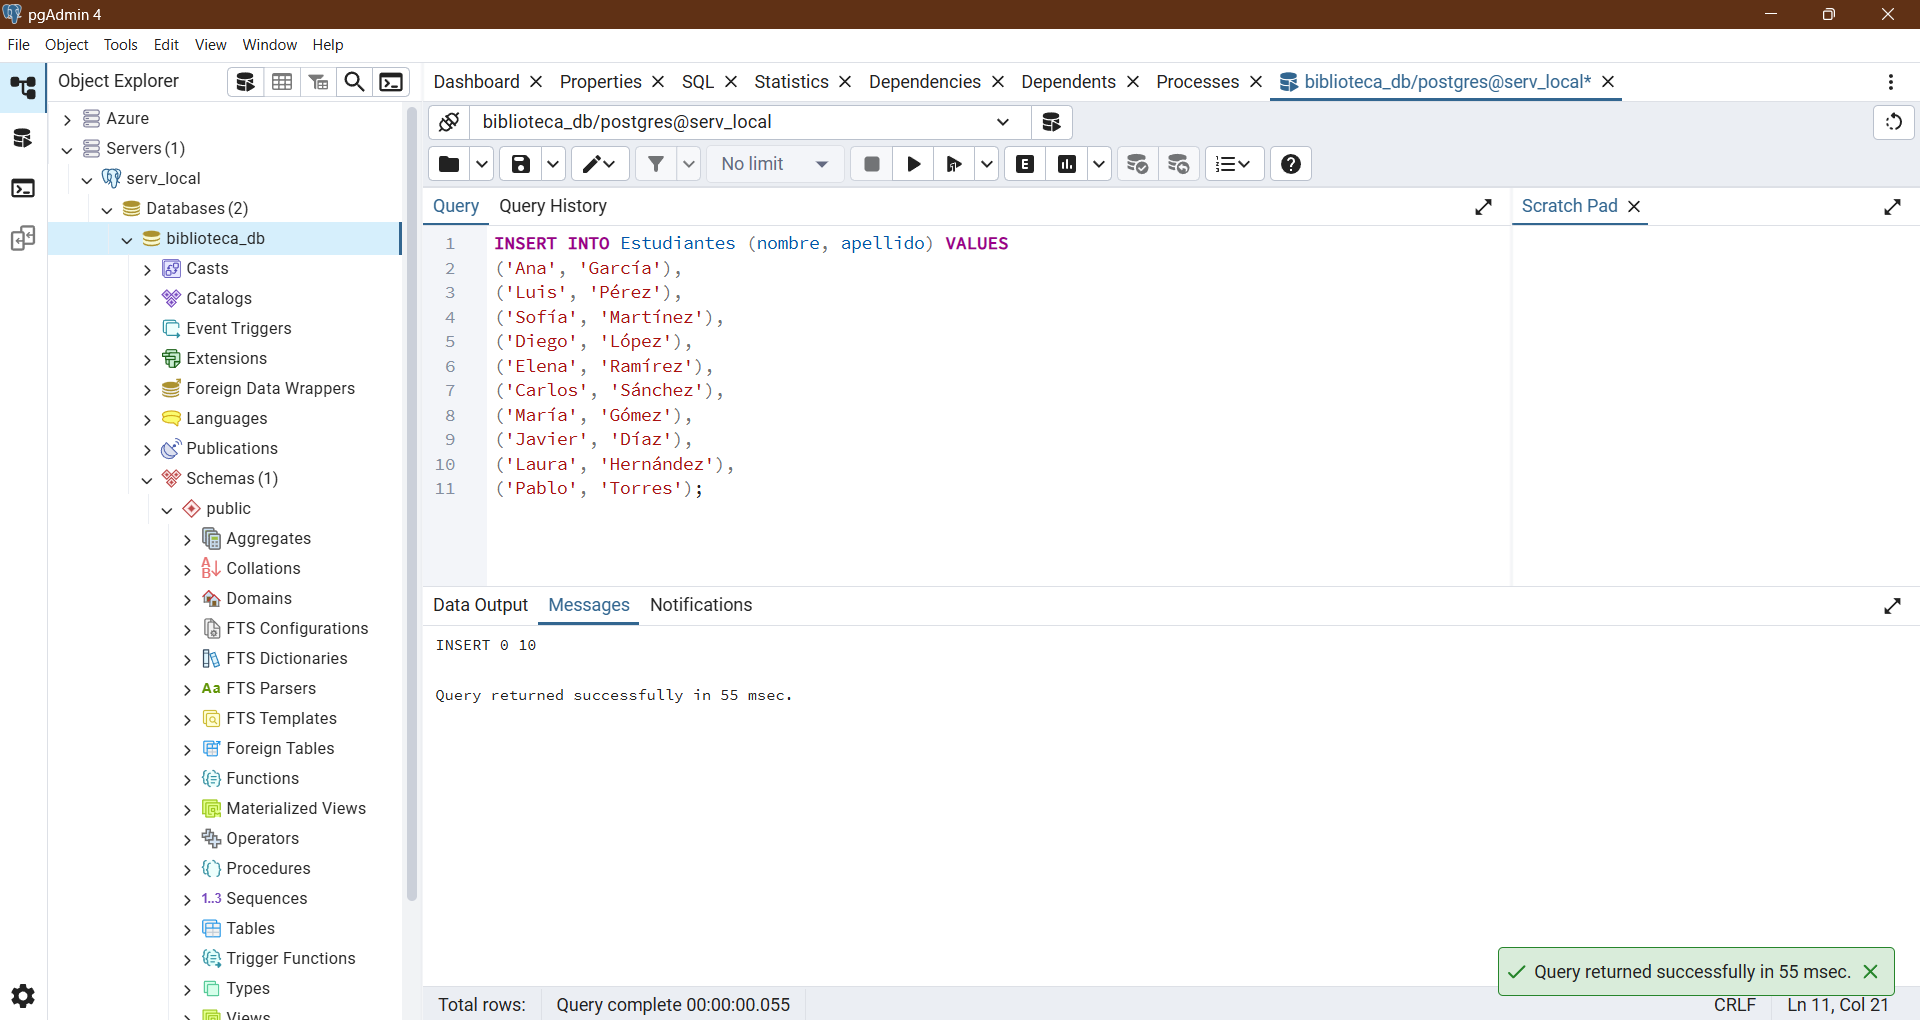 pgAdmin 4
File Object Tools Edit View Window Help
Object Explorer
Dashboard Properties SQL Statistics Dependencies Dependents Processes biblioteca_db/postgres@serv_local*
Azure
Servers (1)
serv_local
Databases (2)
biblioteca_db
Casts
Catalogs
Event Triggers
Extensions
Foreign Data Wrappers
Languages
Publications
Schemas (1)
public
Aggregates
Collations
Domains
FTS Configurations
FTS Dictionaries
Aa FTS Parsers
FTS Templates
Foreign Tables
Functions
Materialized Views
Operators
Procedures
1..3 Sequences
Tables
Trigger Functions
Types
Views
biblioteca_db/postgres@serv_local
No limit
E
Query Query History
Scratch Pad
1 INSERT INTO Estudiantes (nombre, apellido) VALUES
2 ('Ana', 'García'),
3 ('Luis', 'Pérez'),
4 ('Sofía', 'Martínez'),
5 ('Diego', 'López'),
6 ('Elena', 'Ramírez'),
7 ('Carlos', 'Sánchez'),
8 ('María', 'Gómez'),
9 ('Javier', 'Díaz'),
10 ('Laura', 'Hernández'),
11 ('Pablo', 'Torres');
Data Output Messages Notifications
INSERT 0 10
Query returned successfully in 55 msec.
Query returned successfully in 55 msec.
Total rows: Query complete 00:00:00.055 CRLF Ln 11, Col 21